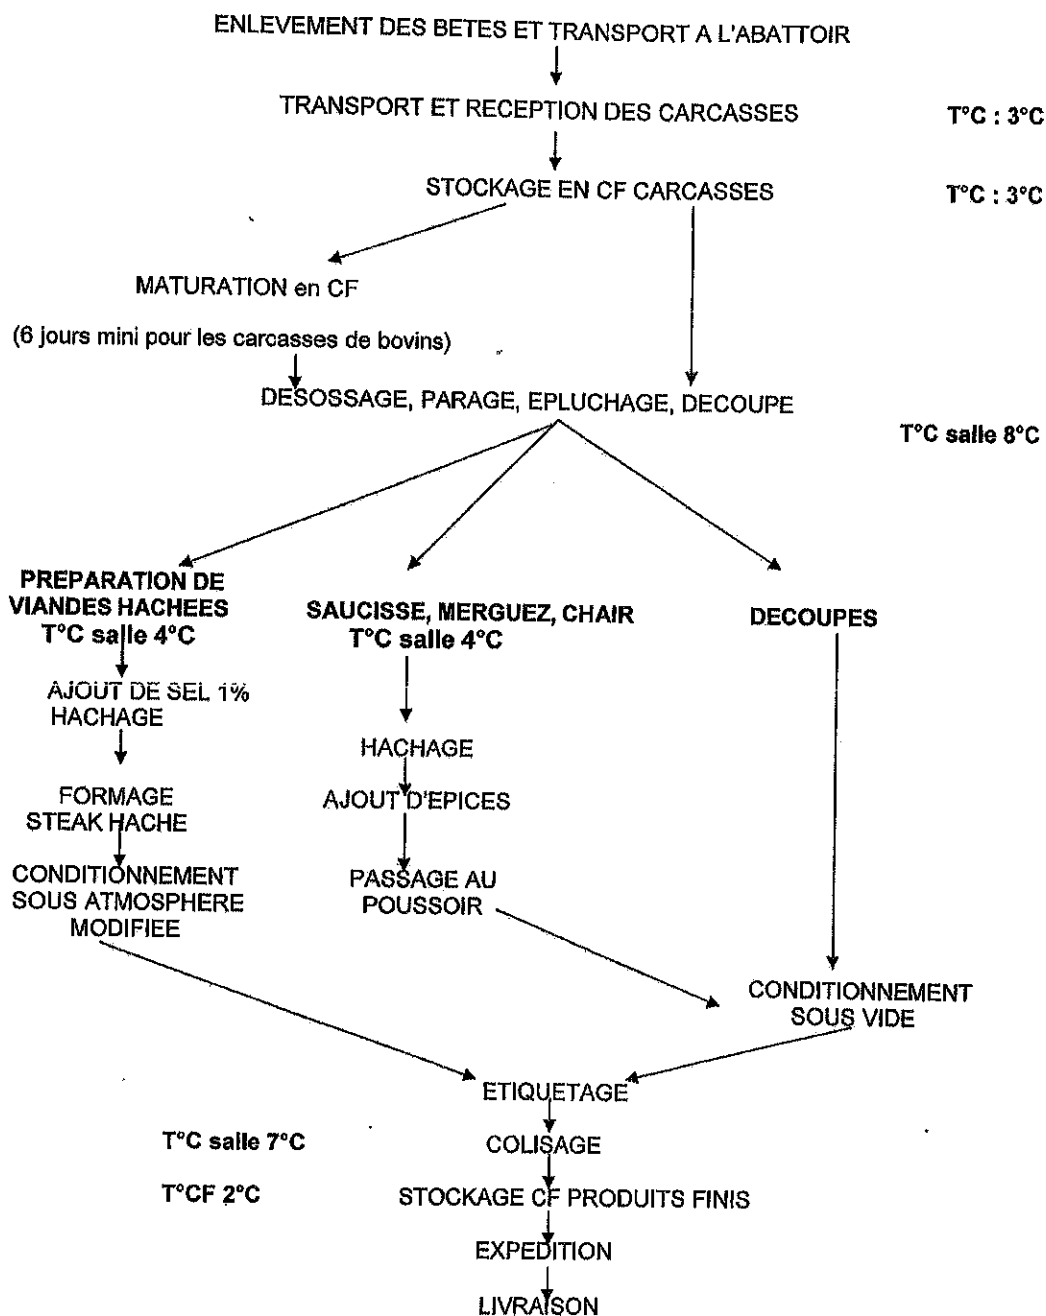 ENLEVEMENT DES BETES ET TRANSPORT A L'ABATTOIR
TRANSPORT ET RECEPTION DES CARCASSES
T°C : 3°C
STOCKAGE EN CF CARCASSES
T°C : 3°C
MATURATION en CF
(6 jours mini pour les carcasses de bovins)
DESOSSAGE, PARAGE, EPLUCHAGE, DECOUPE
T°C salle 8°C
PREPARATION DE
VIANDES HACHEES
T°C salle 4°C
AJOUT DE SEL 1%
HACHAGE
FORMAGE
STEAK HACHE
CONDITIONNEMENT
SOUS ATMOSPHERE
MODIFIEE
SAUCISSE, MERGUEZ, CHAIR
T°C salle 4°C
HACHAGE
AJOUT D'EPICES
PASSAGE AU
POUSSOIR
DECOUPES
CONDITIONNEMENT
SOUS VIDE
ETIQUETAGE
T°C salle 7°C
COLISAGE
T°CF 2°C
STOCKAGE CF PRODUITS FINIS
EXPEDITION
LIVRAISON